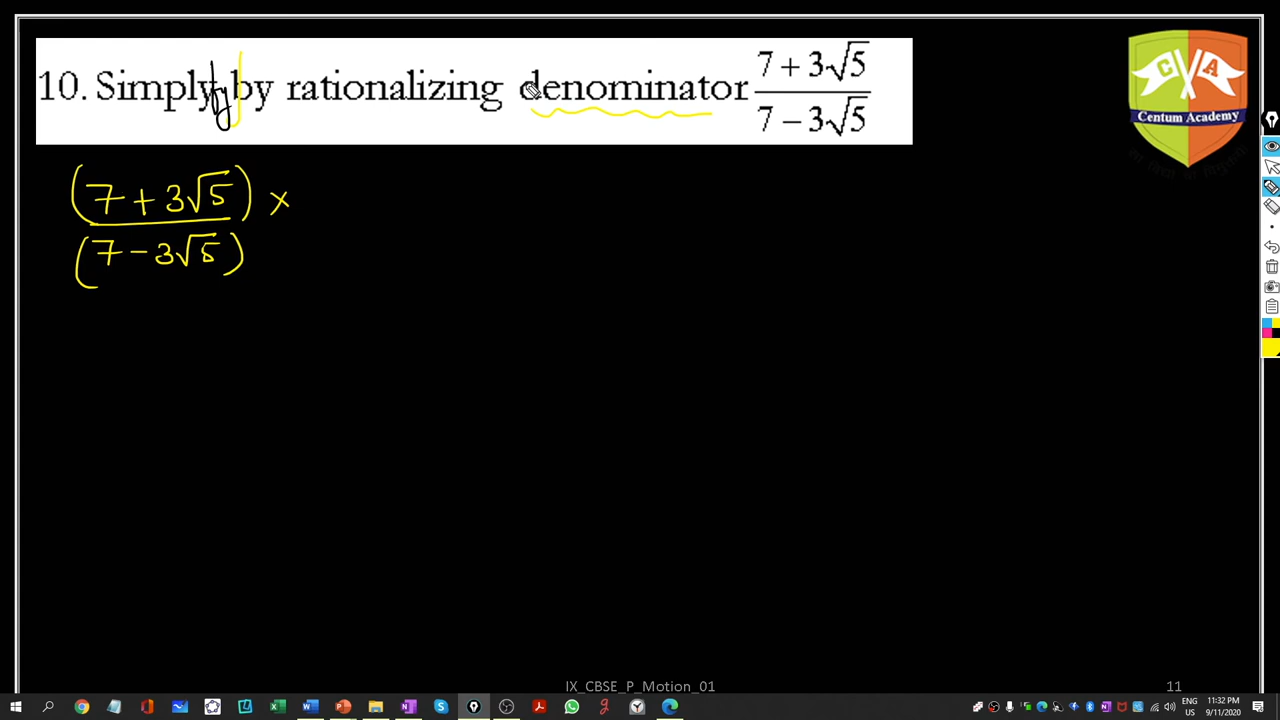 10. Simply fy by rationalizing denominator 7 + 3√5
7 − 3√5
C A
Centum Academy
(7 + 3√5) ×
(7 − 3√5)
IX_CBSE_P_Motion_01
11
ENG
US
11:32 PM
9/11/2020